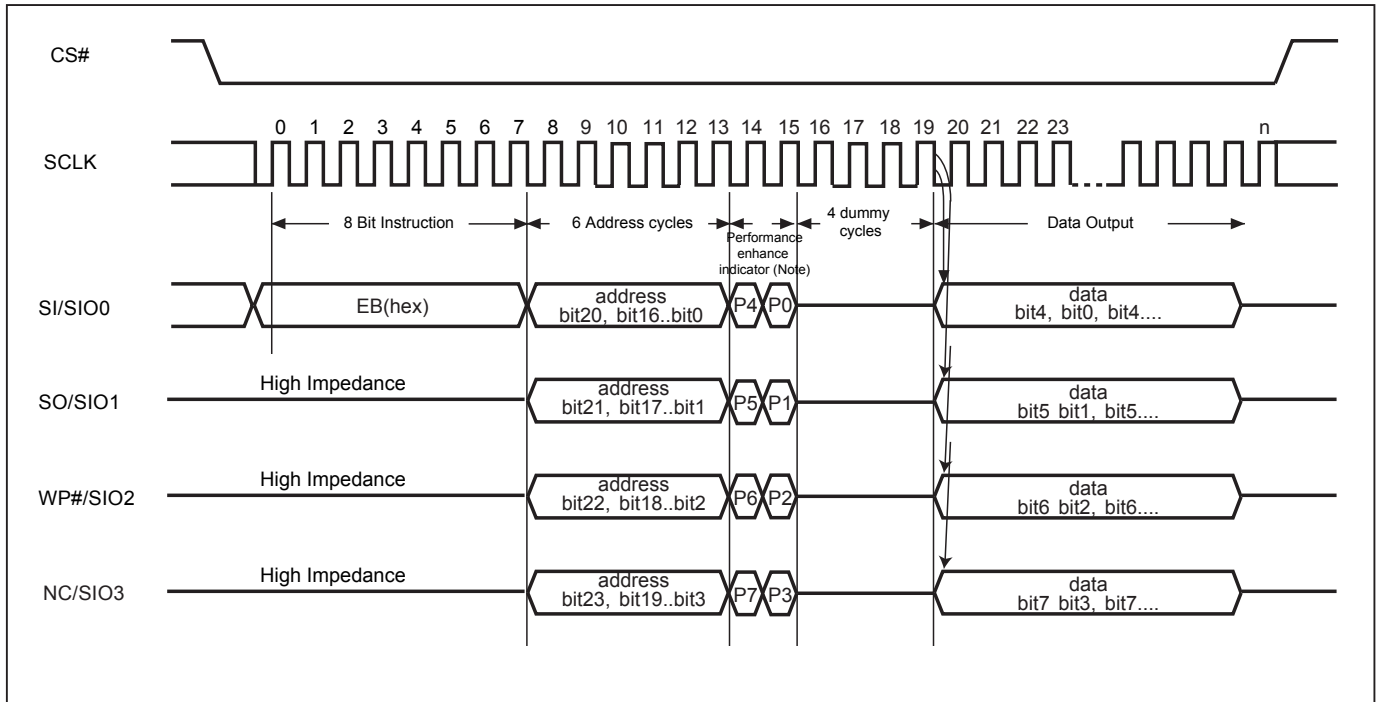 CS#
0 1 2 3 4 5 6 7 8 9 10 11 12 13 14 15 16 17 18 19 20 21 22 23 n
SCLK
8 Bit Instruction
6 Address cycles
Performance
enhance
indicator (Note)
4 dummy
cycles
Data Output
SI/SIO0
EB(hex)
address
bit20, bit16..bit0
P4 P0
data
bit4, bit0, bit4....
SO/SIO1
High Impedance
address
bit21, bit17..bit1
P5 P1
data
bit5 bit1, bit5....
WP#/SIO2
High Impedance
address
bit22, bit18..bit2
P6 P2
data
bit6 bit2, bit6....
NC/SIO3
High Impedance
address
bit23, bit19..bit3
P7 P3
data
bit7 bit3, bit7....